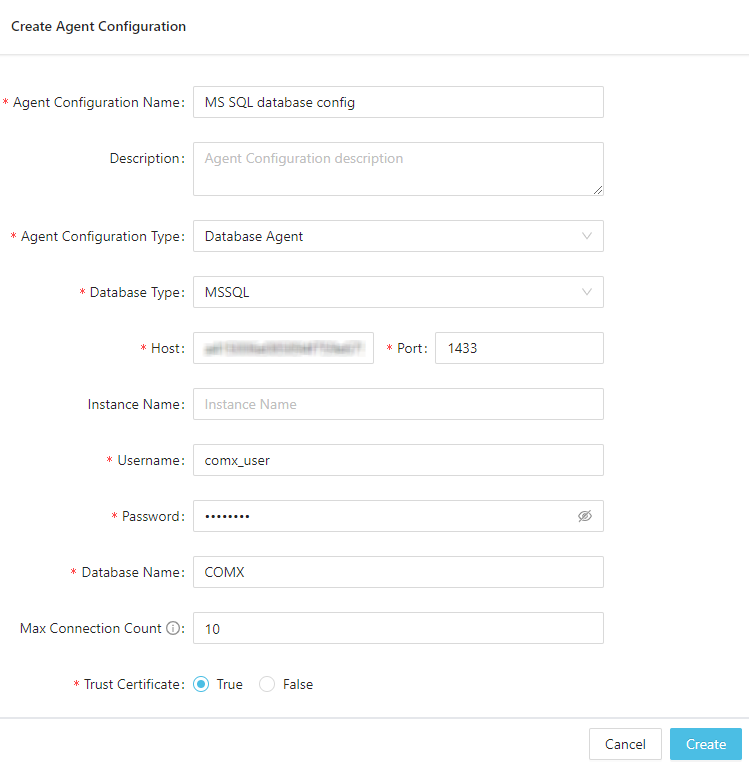 Create Agent Configuration
* Agent Configuration Name: MS SQL database config
Description: Agent Configuration description
* Agent Configuration Type: Database Agent
* Database Type: MSSQL
* Host: * Port: 1433
Instance Name: Instance Name
* Username: comx_user
* Password: ••••••••
* Database Name: COMX
Max Connection Count : 10
* Trust Certificate: True False
Cancel Create